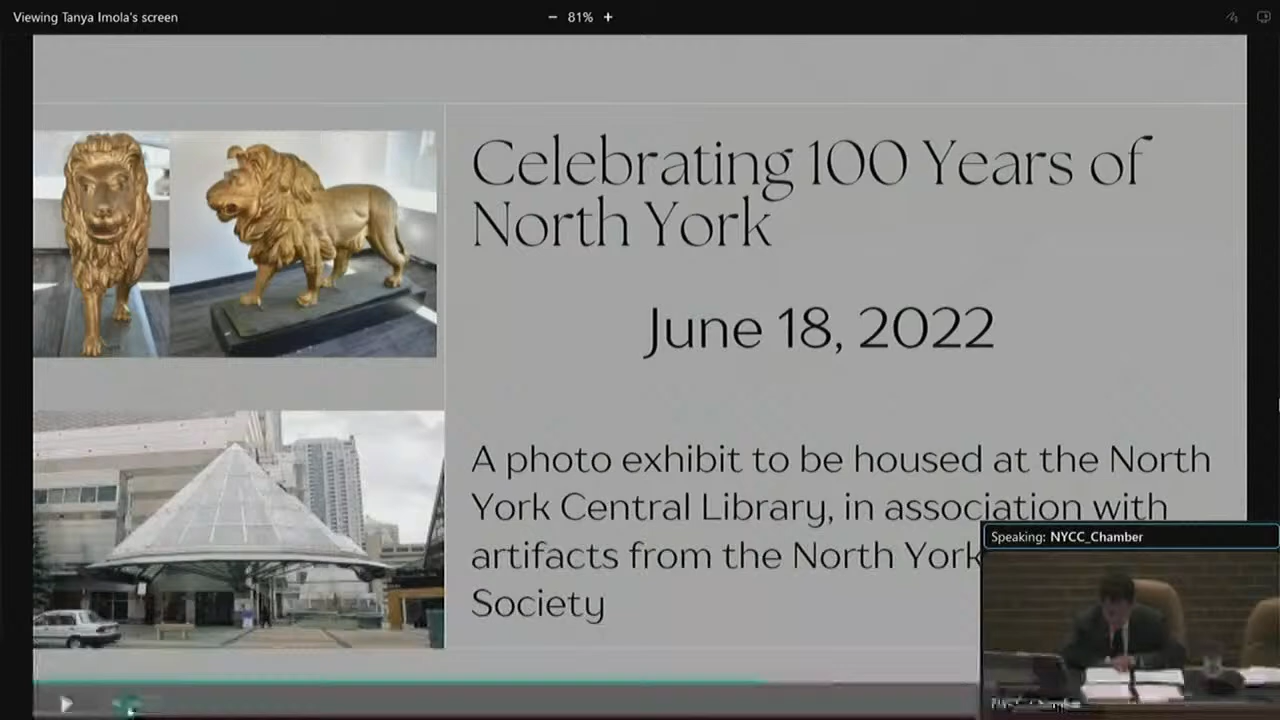 Viewing Tanya Imola's screen
− 81% +
Celebrating 100 Years of
North York
June 18, 2022
A photo exhibit to be housed at the North
York Central Library, in association with
artifacts from the North York
Society
Speaking: NYCC_Chamber